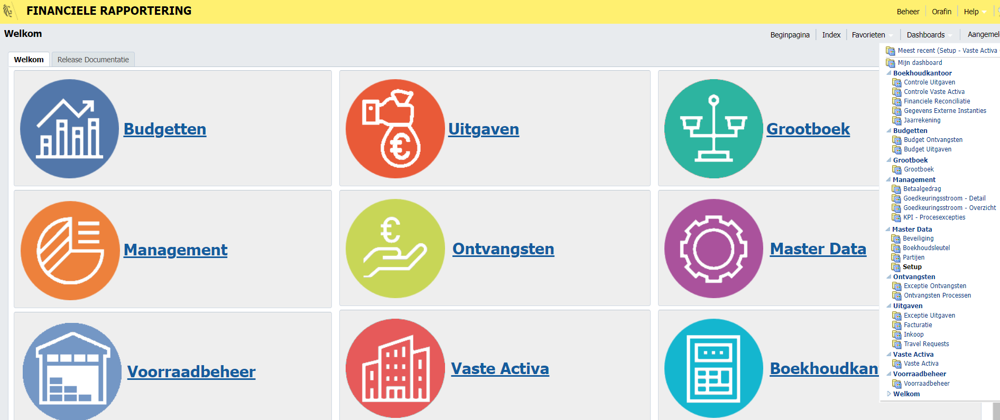 FINANCIELE RAPPORTERING
Beheer
Orafin
Help
Welkom
Beginpagina
Index
Favorieten
Dashboards
Aangemel
Welkom
Release Documentatie
Budgetten
Uitgaven
Grootboek
Management
Ontvangsten
Master Data
Voorraadbeheer
Vaste Activa
Boekhoudkan
Meest recent (Setup - Vaste Activa
Mijn dashboard
Boekhoudkantoor
Controle Uitgaven
Controle Vaste Activa
Financiele Reconciliatie
Gegevens Externe Instanties
Jaarrekening
Budgetten
Budget Ontvangsten
Budget Uitgaven
Grootboek
Grootboek
Management
Betaalgedrag
Goedkeuringsstroom - Detail
Goedkeuringsstroom - Overzicht
KPI - Procesexcepties
Master Data
Beveiliging
Boekhoudsleutel
Partijen
Setup
Ontvangsten
Exceptie Ontvangsten
Ontvangsten Processen
Uitgaven
Exceptie Uitgaven
Facturatie
Inkoop
Travel Requests
Vaste Activa
Vaste Activa
Voorraadbeheer
Voorraadbeheer
Welkom